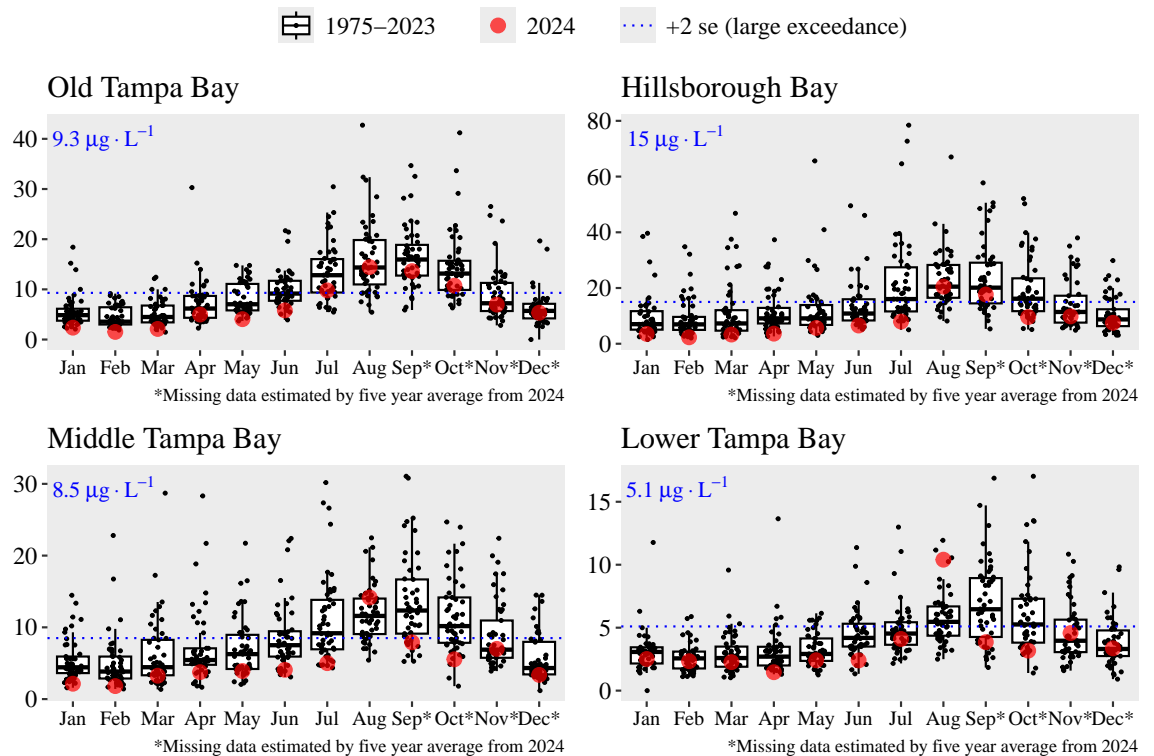 1975−2023 2024 +2 se (large exceedance)
Old Tampa Bay
9.3 μg · L⁻¹
40
30
20
10
0
Jan Feb Mar Apr May Jun Jul Aug Sep* Oct* Nov* Dec*
*Missing data estimated by five year average from 2024
Hillsborough Bay
15 μg · L⁻¹
80
60
40
20
0
Jan Feb Mar Apr May Jun Jul Aug Sep* Oct* Nov* Dec*
*Missing data estimated by five year average from 2024
Middle Tampa Bay
8.5 μg · L⁻¹
30
20
10
0
Jan Feb Mar Apr May Jun Jul Aug Sep* Oct* Nov* Dec*
*Missing data estimated by five year average from 2024
Lower Tampa Bay
5.1 μg · L⁻¹
15
10
5
0
Jan Feb Mar Apr May Jun Jul Aug Sep* Oct* Nov* Dec*
*Missing data estimated by five year average from 2024